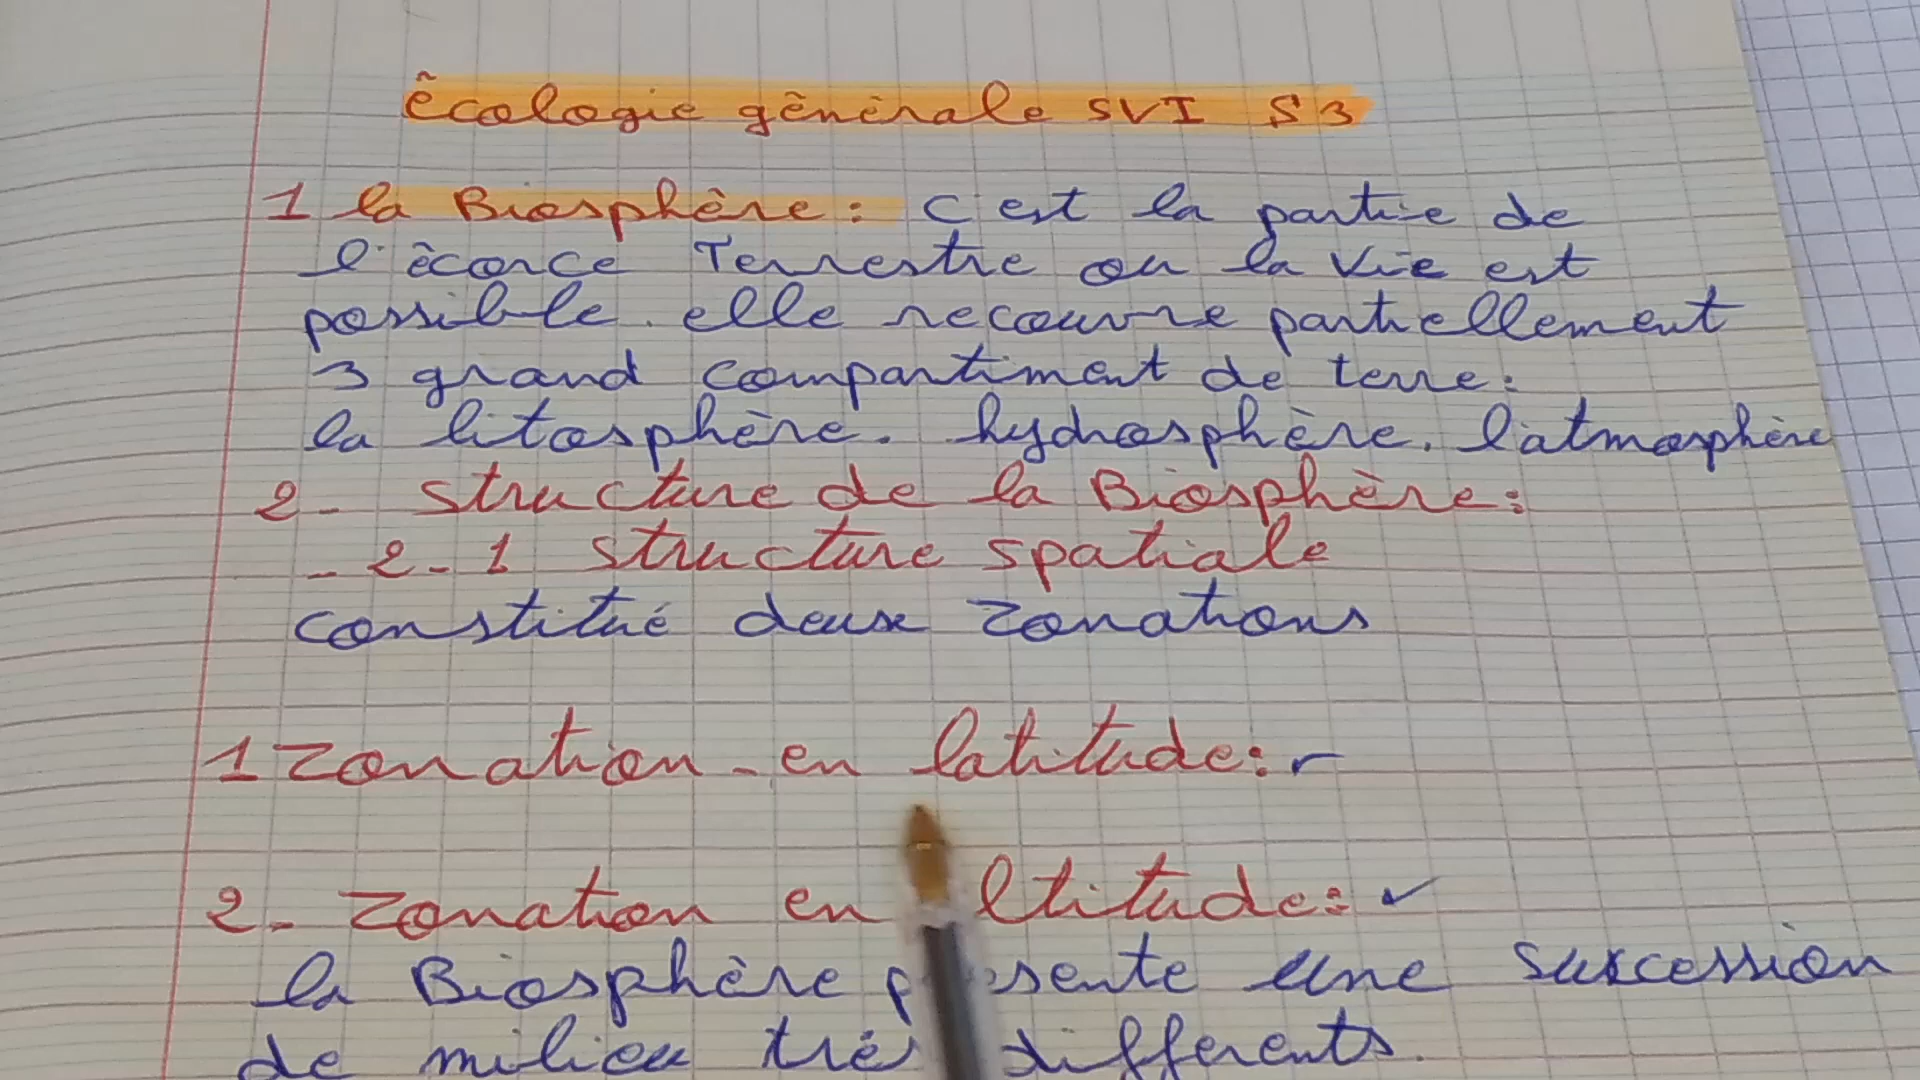 écologie générale SVI S3
1 la Biosphère: c'est la partie de
l'écorce Terrestre ou la vie est
possible. elle recouvre partiellement
3 grand compartiment de terre:
la litosphère. hydrosphère. l'atmosphère
2- structure de la Biosphère:
- 2-1 structure spatiale
constitué deux zonations
1 zonation - en latitude:
2- zonation en ltitude:
la Biosphère une succession
de milieu différents.